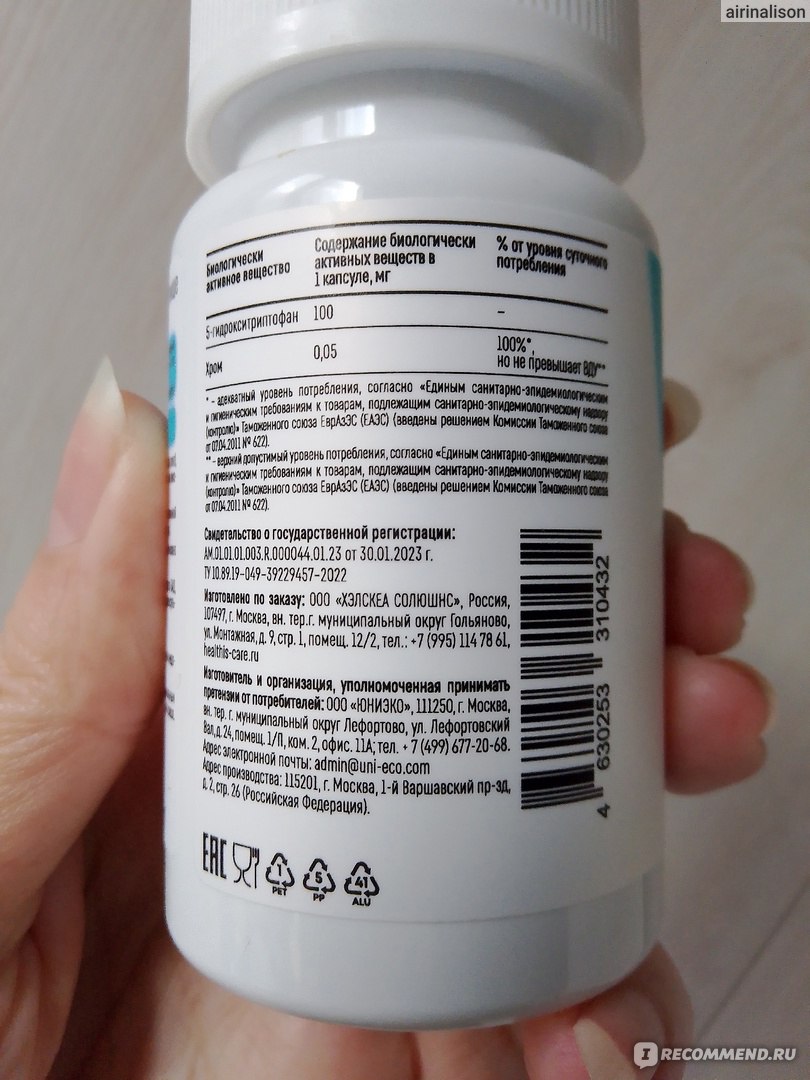 airinalison
Биологически активное вещество
Содержание биологически активных веществ в 1 капсуле, мг
% от уровня суточного потребления
5-гидрокситриптофан 100 –
Хром 0,05 100%*, но не превышает ВДУ**
* – адекватный уровень потребления, согласно «Единым санитарно-эпидемиологическим
и гигиеническим требованиям к товарам, подлежащим санитарно-эпидемиологическому надзору
(контролю)» Таможенного союза ЕврАзЭС (ЕАЭС) (введены решением Комиссии Таможенного союза
от 07.04.2011 № 622).
** – верхний допустимый уровень потребления, согласно «Единым санитарно-эпидемиологическим
и гигиеническим требованиям к товарам, подлежащим санитарно-эпидемиологическому надзору
(контролю)» Таможенного союза ЕврАзЭС (ЕАЭС) (введены решением Комиссии Таможенного союза
от 07.04.2011 № 622).
Свидетельство о государственной регистрации:
AM.01.01.01.003.R.000044.01.23 от 30.01.2023 г.
ТУ 10.89.19-049-39229457-2022
Изготовлено по заказу: ООО «ХЭЛСКЕА СОЛЮШНС», Россия,
107497, г. Москва, вн. тер.г. муниципальный округ Гольяново,
ул. Монтажная, д. 9, стр. 1, помещ. 12/2, тел.: +7 (995) 114 78 61,
healthis-care.ru
Изготовитель и организация, уполномоченная принимать
претензии от потребителей: ООО «ЮНИЭКО», 111250, г. Москва,
вн. тер. г. муниципальный округ Лефортово, ул. Лефортовский
Вал, д. 24, помещ. 1/П, ком. 2, офис. 11А; тел. + 7 (499) 677-20-68.
Адрес электронной почты: admin@uni-eco.com
Адрес производства: 115201, г. Москва, 1-й Варшавский пр-зд,
д. 2, стр. 26 (Российская Федерация).
4 630253 310432
EAC
1 PET
5 PP
41 ALU
IRECOMMEND.RU